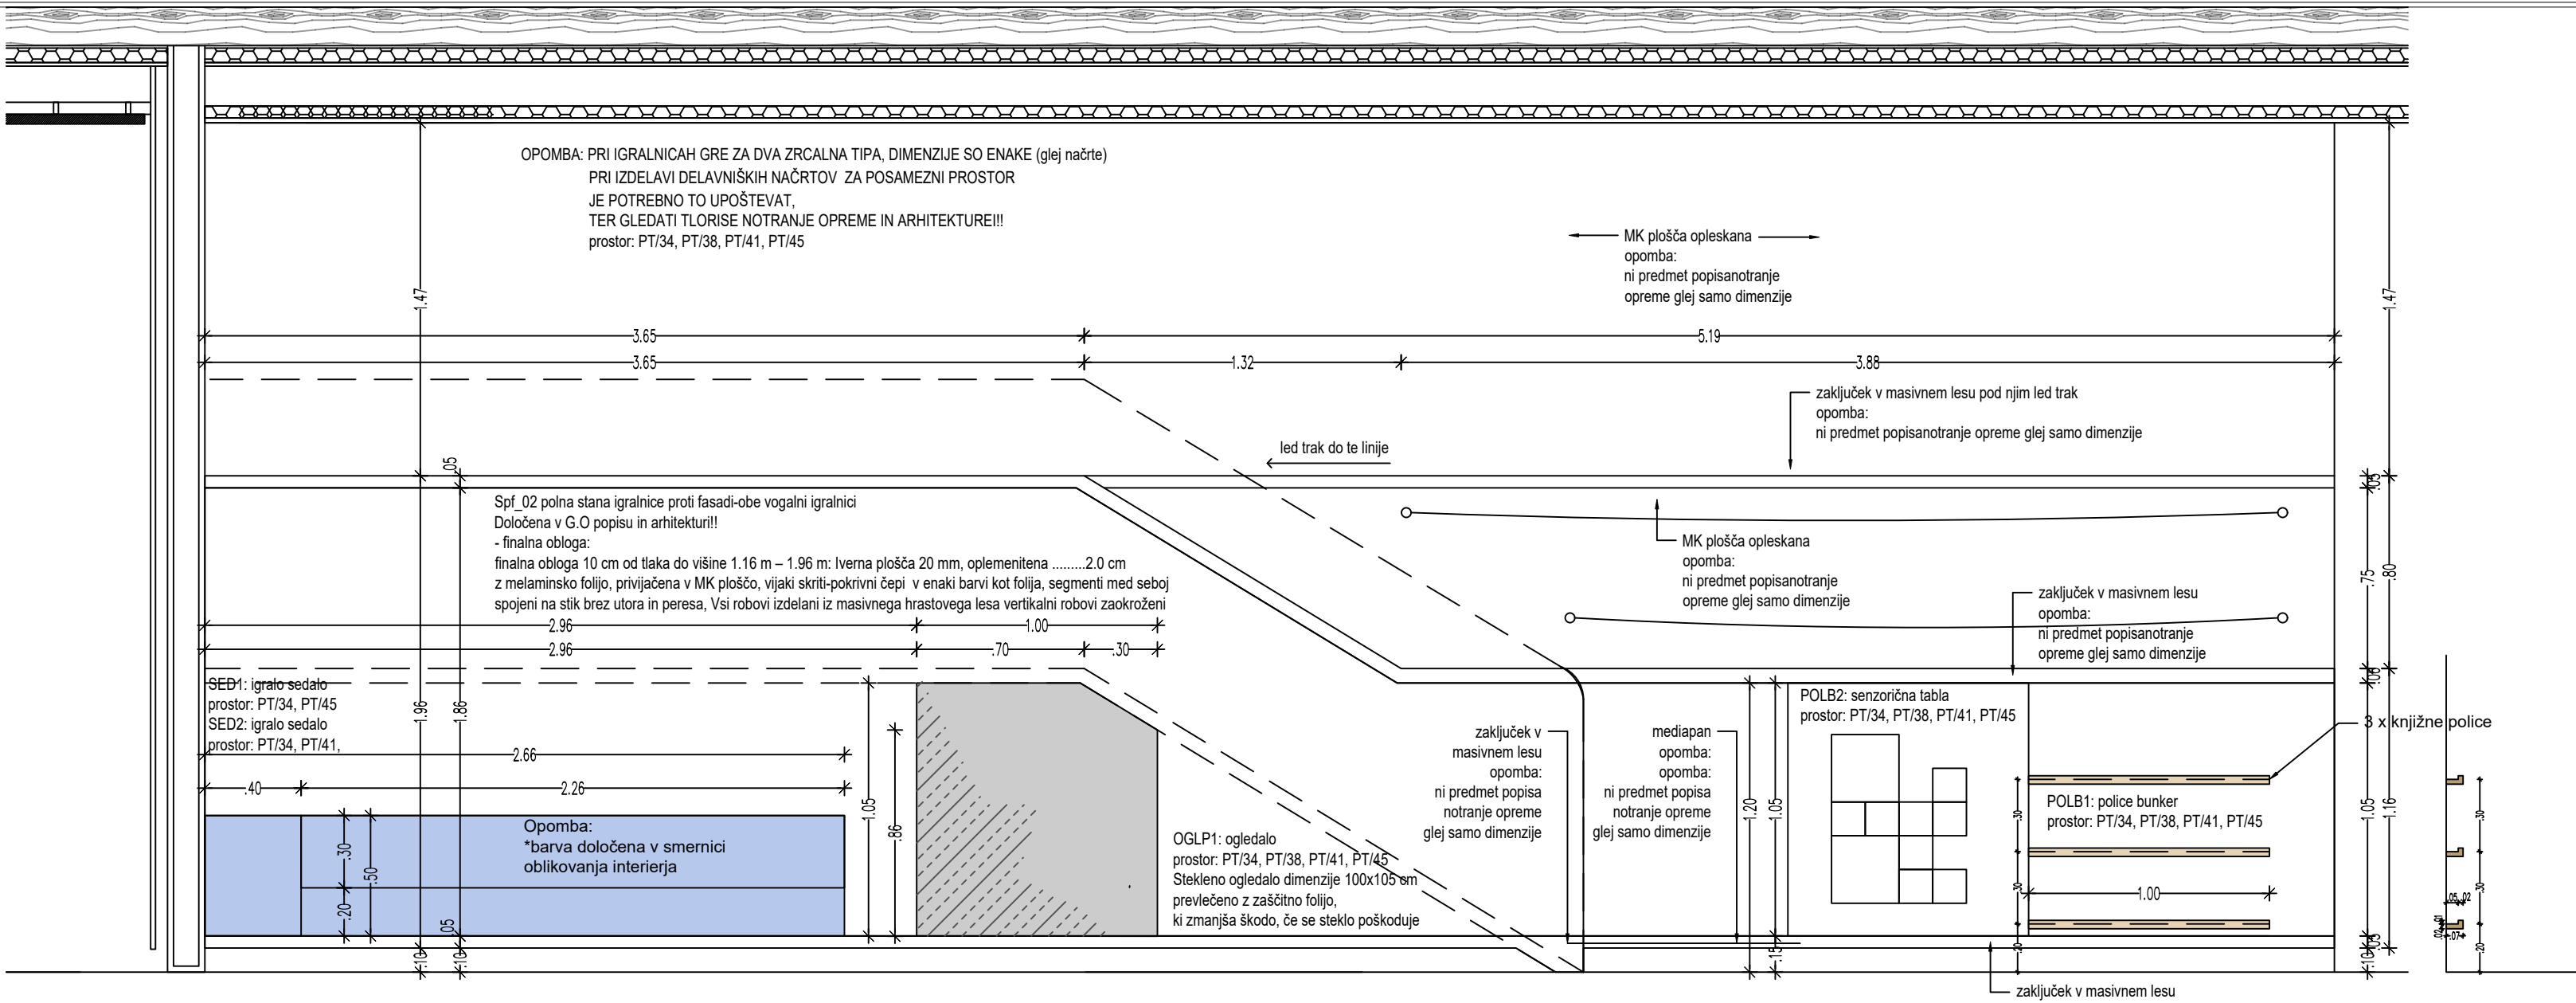 OPOMBA: PRI IGRALNICAH GRE ZA DVA ZRCALNA TIPA, DIMENZIJE SO ENAKE (glej načrte)
PRI IZDELAVI DELAVNIŠKIH NAČRTOV ZA POSAMEZNI PROSTOR
JE POTREBNO TO UPOŠTEVAT,
TER GLEDATI TLORISE NOTRANJE OPREME IN ARHITEKTUREI!!
prostor: PT/34, PT/38, PT/41, PT/45
MK plošča opleskana
opomba:
ni predmet popisanotranje
opreme glej samo dimenzije
1.47
1.47
3.65
5.19
3.65
1.32
3.88
zaključek v masivnem lesu pod njim led trak
opomba:
ni predmet popisanotranje opreme glej samo dimenzije
led trak do te linije
.05
Spf_02 polna stana igralnice proti fasadi-obe vogalni igralnici
Določena v G.O popisu in arhitekturi!!
- finalna obloga:
finalna obloga 10 cm od tlaka do višine 1.16 m – 1.96 m: Iverna plošča 20 mm, oplemenitena .........2.0 cm
z melaminsko folijo, privijačena v MK ploščo, vijaki skriti-pokrivni čepi v enaki barvi kot folija, segmenti med seboj
spojeni na stik brez utora in peresa, Vsi robovi izdelani iz masivnega hrastovega lesa vertikalni robovi zaokroženi
MK plošča opleskana
opomba:
ni predmet popisanotranje
opreme glej samo dimenzije
.05
.75
.80
zaključek v masivnem lesu
opomba:
ni predmet popisanotranje
opreme glej samo dimenzije
2.96
1.00
2.96
.70
.30
.06
SED1: igralo sedalo
prostor: PT/34, PT/45
SED2: igralo sedalo
prostor: PT/34, PT/41,
1.96
1.86
2.66
.40
2.26
1.05
.86
Opomba:
*barva določena v smernici
oblikovanja interierja
.30
.50
.20
.05
.10
.10
OGLP1: ogledalo
prostor: PT/34, PT/38, PT/41, PT/45
Stekleno ogledalo dimenzije 100x105 cm
prevlečeno z zaščitno folijo,
ki zmanjša škodo, če se steklo poškoduje
zaključek v
masivnem lesu
opomba:
ni predmet popisa
notranje opreme
glej samo dimenzije
mediapan
opomba:
opomba:
ni predmet popisa
notranje opreme
glej samo dimenzije
1.20
1.05
.15
POLB2: senzorična tabla
prostor: PT/34, PT/38, PT/41, PT/45
3 x knjižne police
POLB1: police bunker
prostor: PT/34, PT/38, PT/41, PT/45
.30
.30
.20
1.00
1.05
1.16
.05
.10
.30
.30
.20
.05
.02
.07
zaključek v masivnem lesu